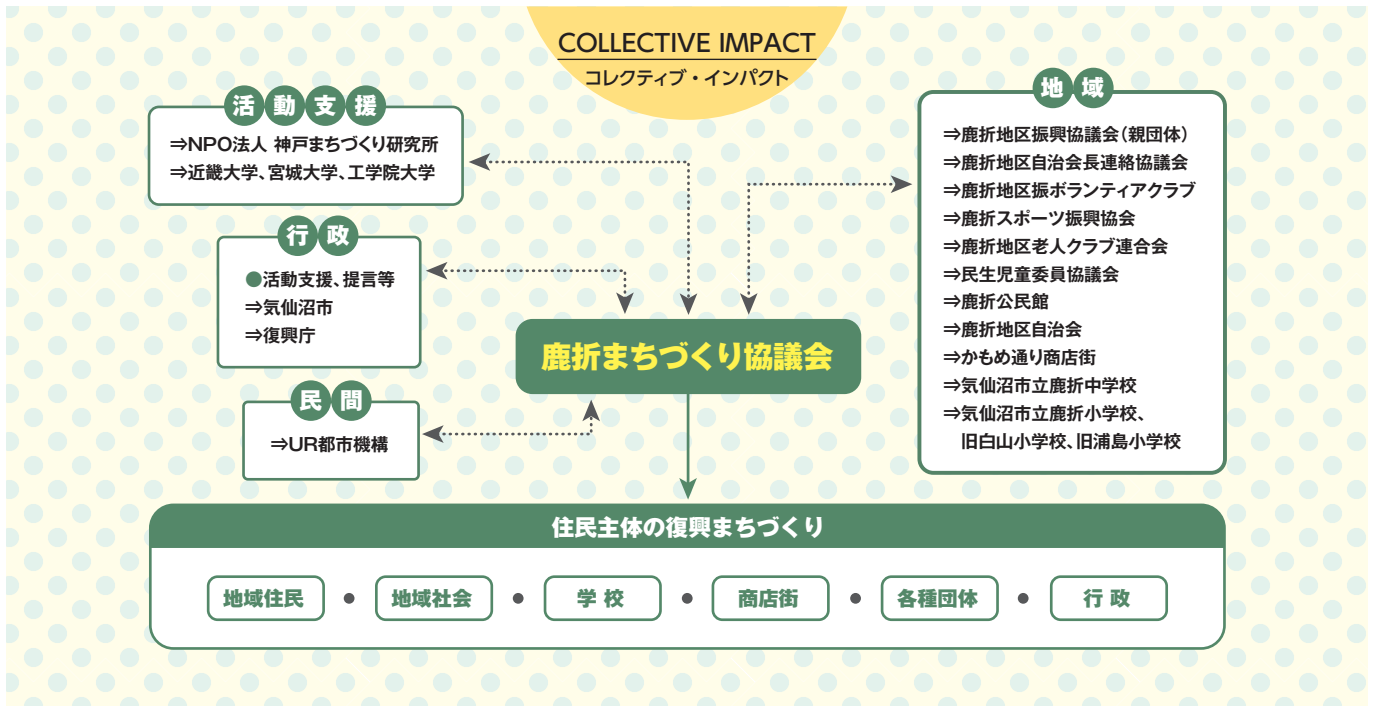 COLLECTIVE IMPACT
コレクティブ・インパクト
活動支援
⇒NPO法人 神戸まちづくり研究所
⇒近畿大学、宮城大学、工学院大学
行政
●活動支援、提言等
⇒気仙沼市
⇒復興庁
民間
⇒UR都市機構
地域
⇒鹿折地区振興協議会（親団体）
⇒鹿折地区自治会長連絡協議会
⇒鹿折地区振ボランティアクラブ
⇒鹿折スポーツ振興協会
⇒鹿折地区老人クラブ連合会
⇒民生児童委員協議会
⇒鹿折公民館
⇒鹿折地区自治会
⇒かもめ通り商店街
⇒気仙沼市立鹿折中学校
⇒気仙沼市立鹿折小学校、
旧白山小学校、旧浦島小学校
鹿折まちづくり協議会
住民主体の復興まちづくり
地域住民 ● 地域社会 ● 学校 ● 商店街 ● 各種団体 ● 行政